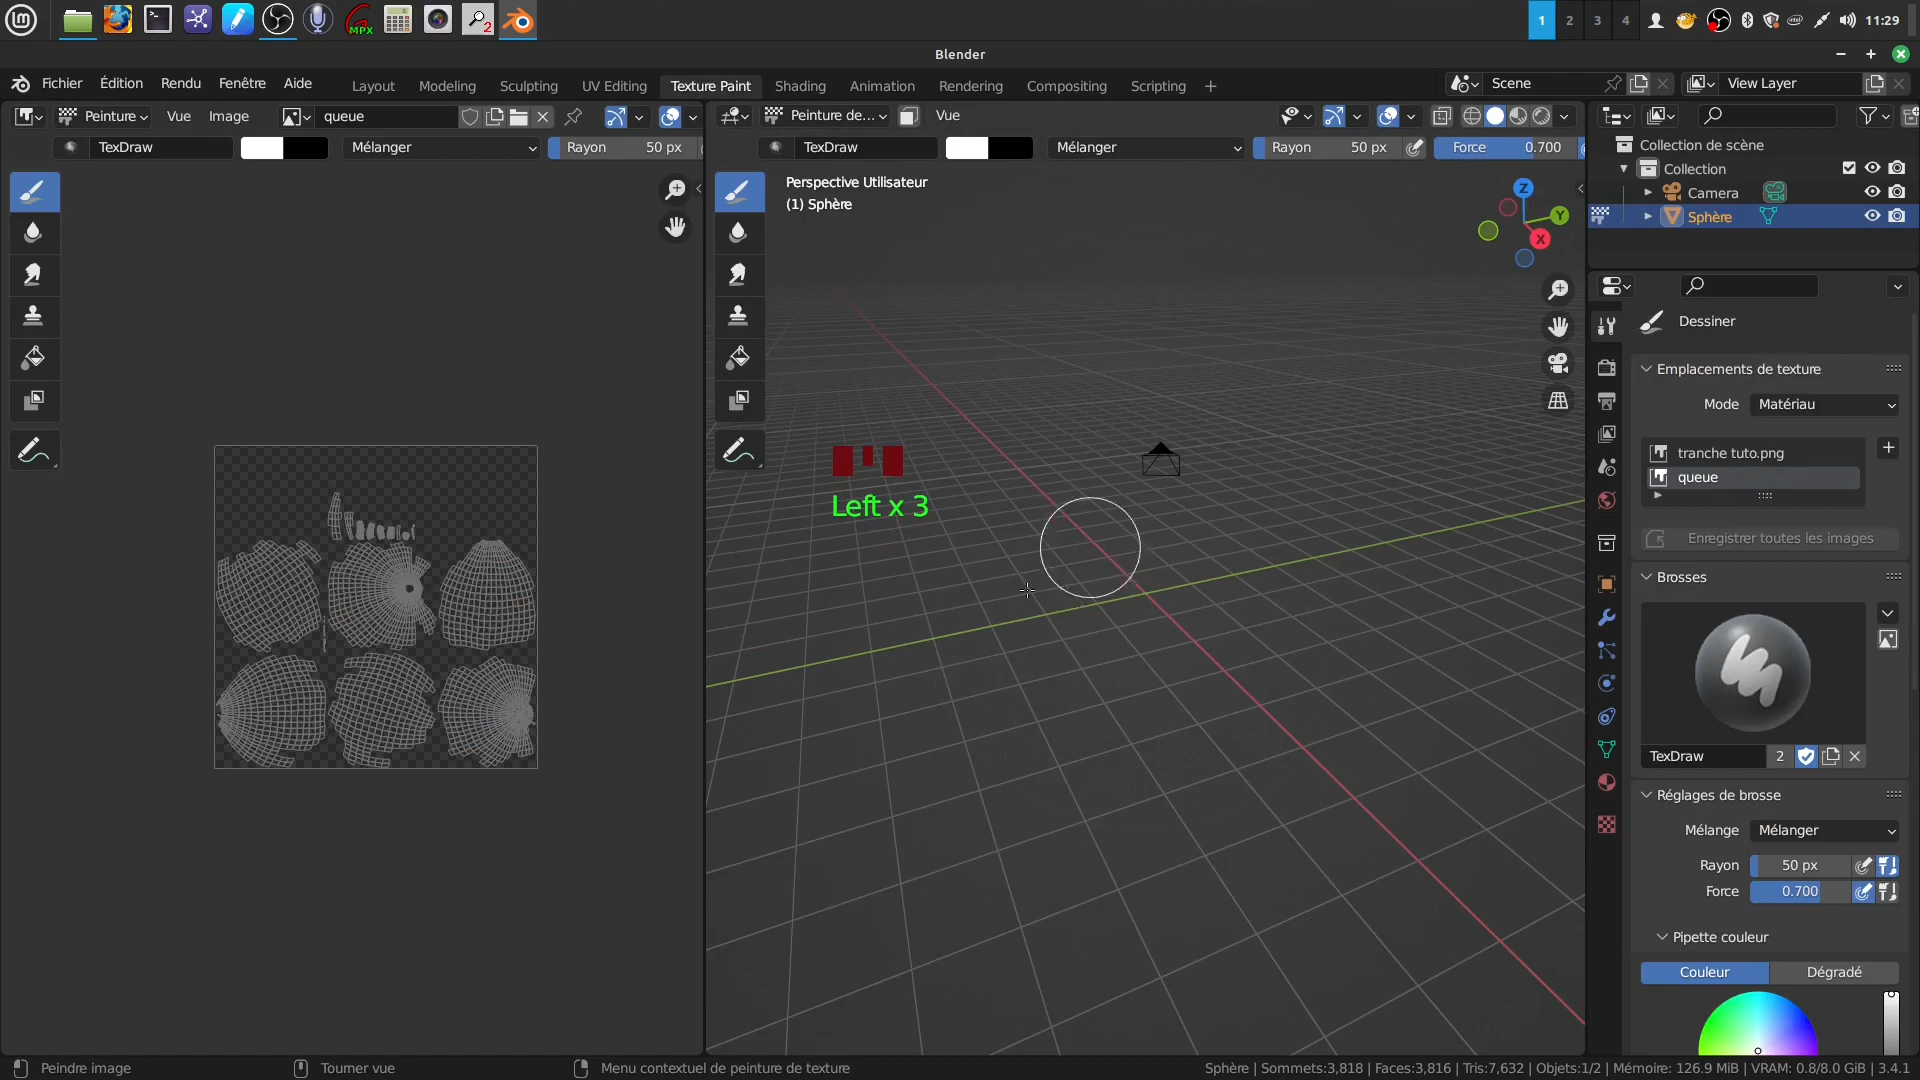 MPX
2
1
2
3
4
11:29
Blender
Fichier Édition Rendu Fenêtre Aide
Layout Modeling Sculpting UV Editing Texture Paint Shading Animation Rendering Compositing Scripting +
Scene
View Layer
Peinture Vue Image queue
Peinture de... Vue
TexDraw Mélanger Rayon 50 px
TexDraw Mélanger Rayon 50 px Force 0.700
Collection de scène
Collection
Camera
Sphère
Perspective Utilisateur
(1) Sphère
Z
Y
X
Left x 3
Dessiner
Emplacements de texture
Mode Matériau
tranche tuto.png
queue
Enregistrer toutes les images
Brosses
TexDraw 2
Réglages de brosse
Mélange Mélanger
Rayon 50 px
Force 0.700
Pipette couleur
Couleur Dégradé
Peindre image
Tourner vue
Menu contextuel de peinture de texture
Sphère | Sommets:3,818 | Faces:3,816 | Tris:7,632 | Objets:1/2 | Mémoire: 126.9 MiB | VRAM: 0.8/8.0 GiB | 3.4.1